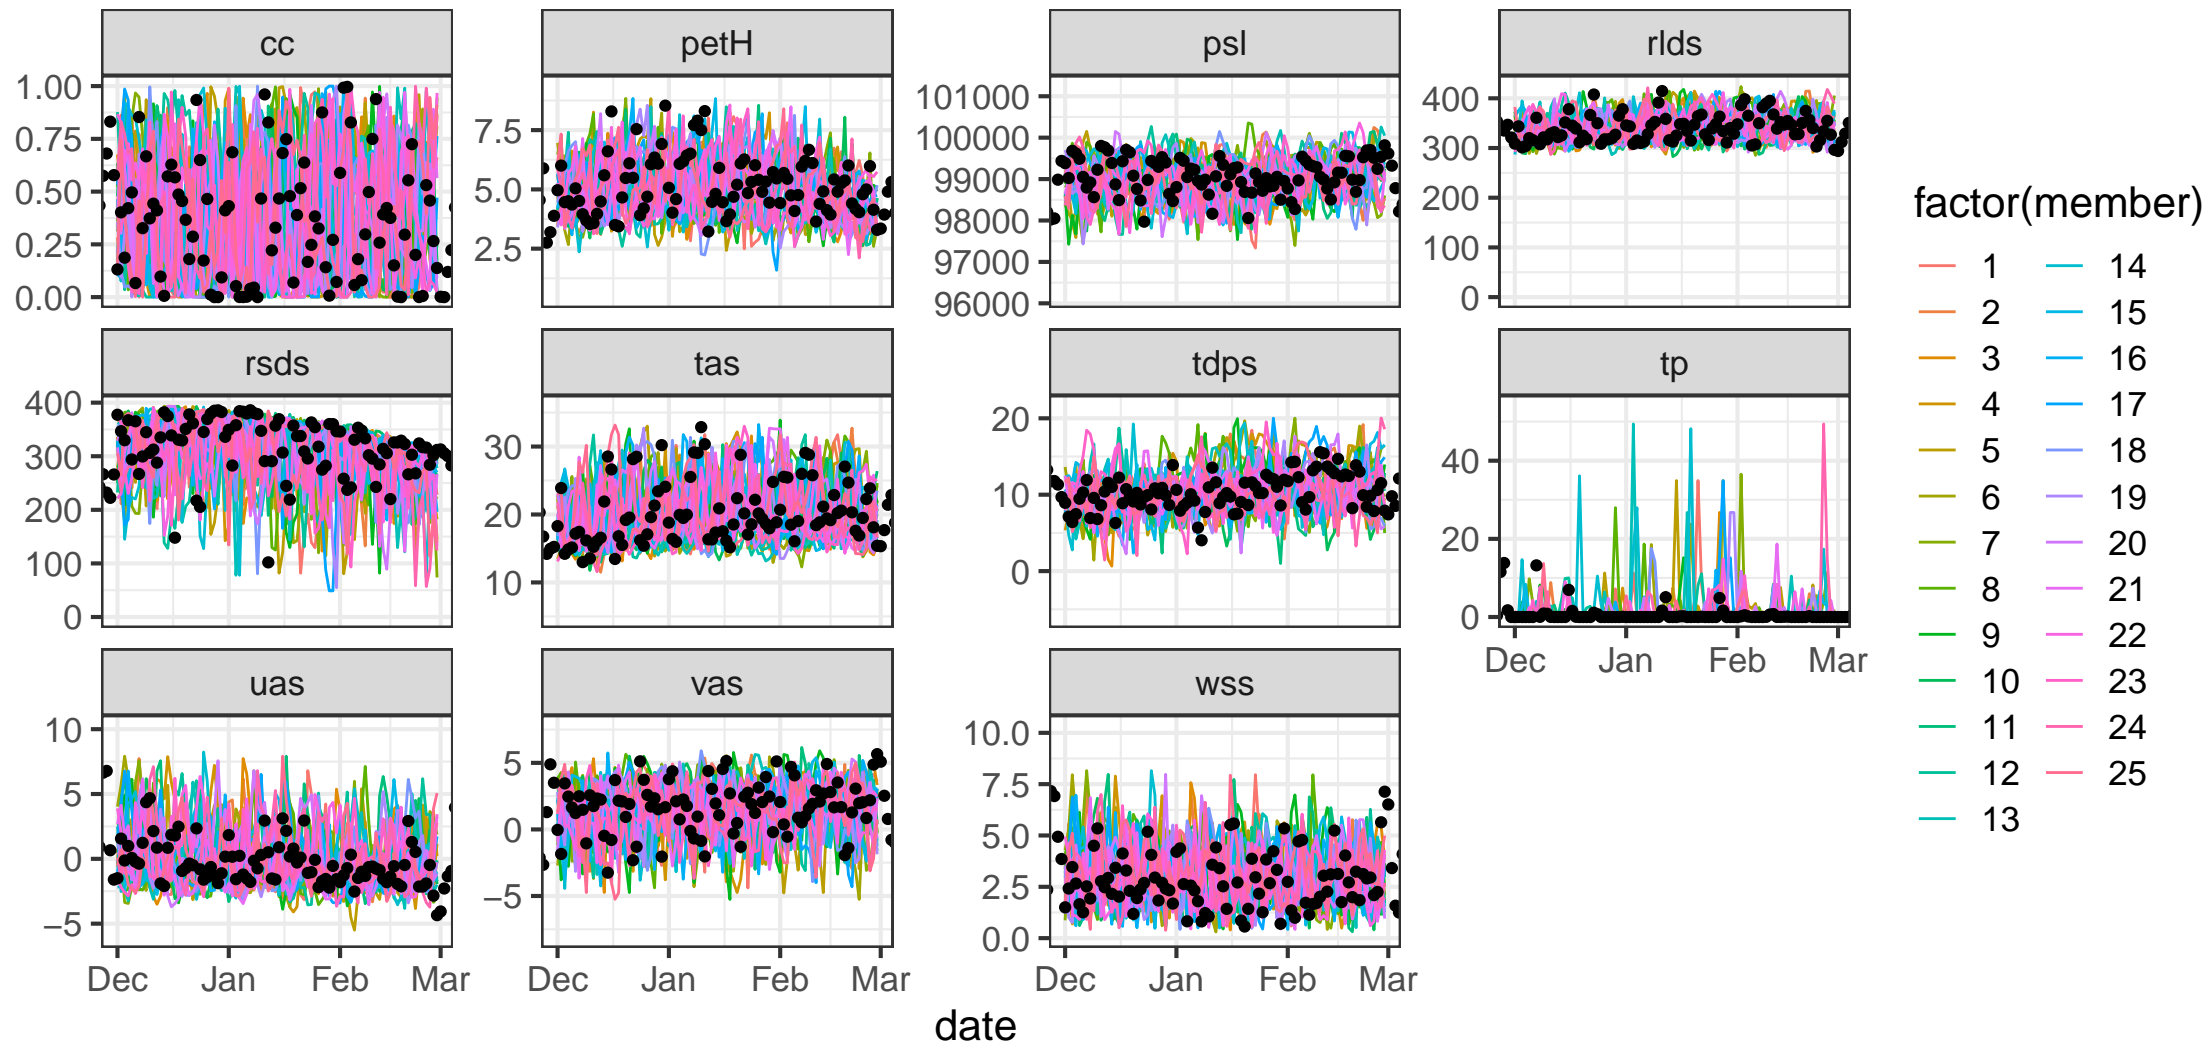 cc petH psl rlds
1.00 0.75 0.50 0.25 0.00
7.5 5.0 2.5
101000 100000 99000 98000 97000 96000
400 300 200 100 0
rsds tas tdps tp
400 300 200 100 0
30 20 10
20 10 0
40 20 0
Dec Jan Feb Mar
uas vas wss
10 5 0 −5
5 0 −5
10.0 7.5 5.0 2.5 0.0
Dec Jan Feb Mar Dec Jan Feb Mar Dec Jan Feb Mar
date
factor(member)
1 14
2 15
3 16
4 17
5 18
6 19
7 20
8 21
9 22
10 23
11 24
12 25
13